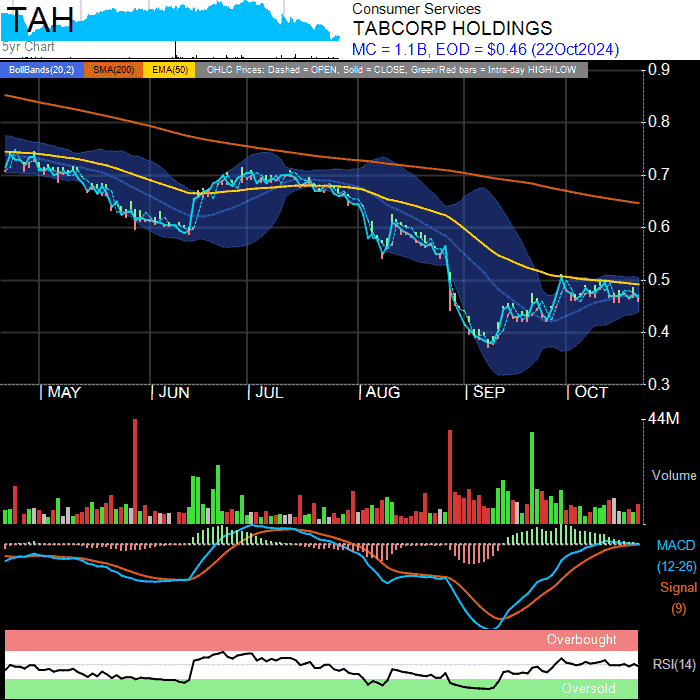 TAH
5yr Chart
Consumer Services
TABCORP HOLDINGS
MC = 1.1B, EOD = $0.46 (22Oct2024)
BollBands(20,2) SMA(200) EMA(50) OHLC Prices: Dashed = OPEN, Solid = CLOSE, Green/Red bars = Intra-day HIGH/LOW
0.9
0.8
0.7
0.6
0.5
0.4
0.3
MAY JUN JUL AUG SEP OCT
44M
Volume
MACD
(12-26)
Signal
(9)
Overbought
RSI(14)
Oversold